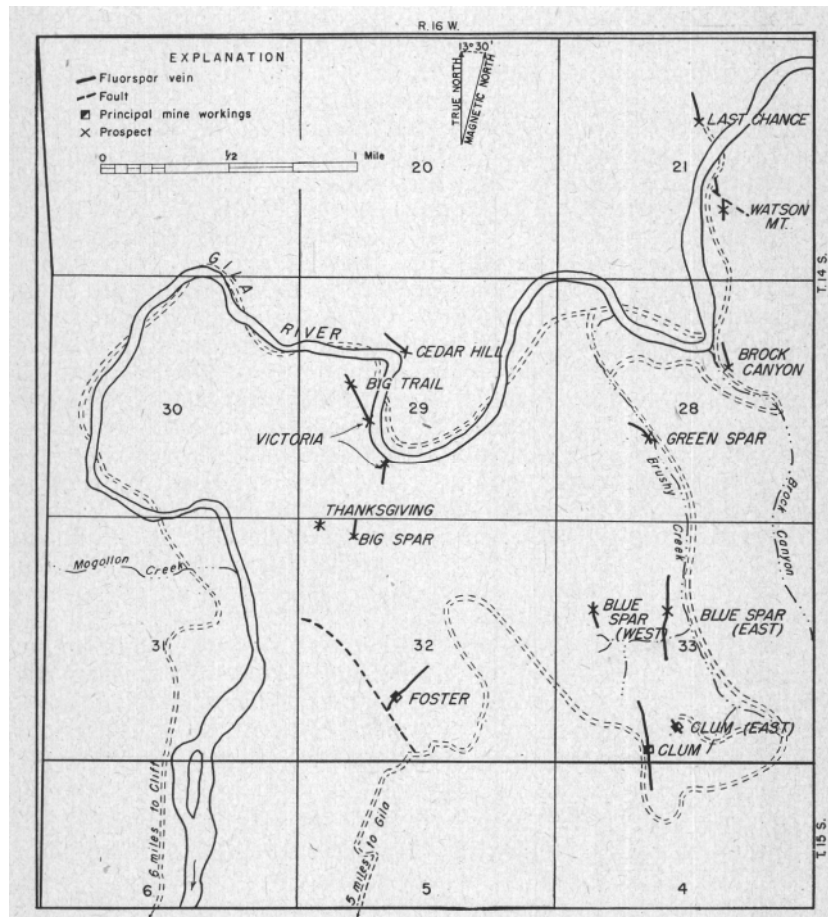 R. 16 W.
EXPLANATION
Fluorspar vein
Fault
Principal mine workings
Prospect
0 1/2 1 Mile
13° 30'
TRUE NORTH
MAGNETIC NORTH
20
21
LAST CHANCE
WATSON
MT.
T. 14 S.
GILA
RIVER
CEDAR HILL
BROCK
CANYON
BIG TRAIL
30
29
28
VICTORIA
GREEN SPAR
Brushy
Creek
Brock
Canyon
THANKSGIVING
BIG SPAR
Mogollon
Creek
BLUE
SPAR
(WEST)
BLUE SPAR
(EAST)
31
32
33
FOSTER
CLUM (EAST)
CLUM
6 miles to Cliff
5 miles to Gila
T. 15 S.
6
5
4